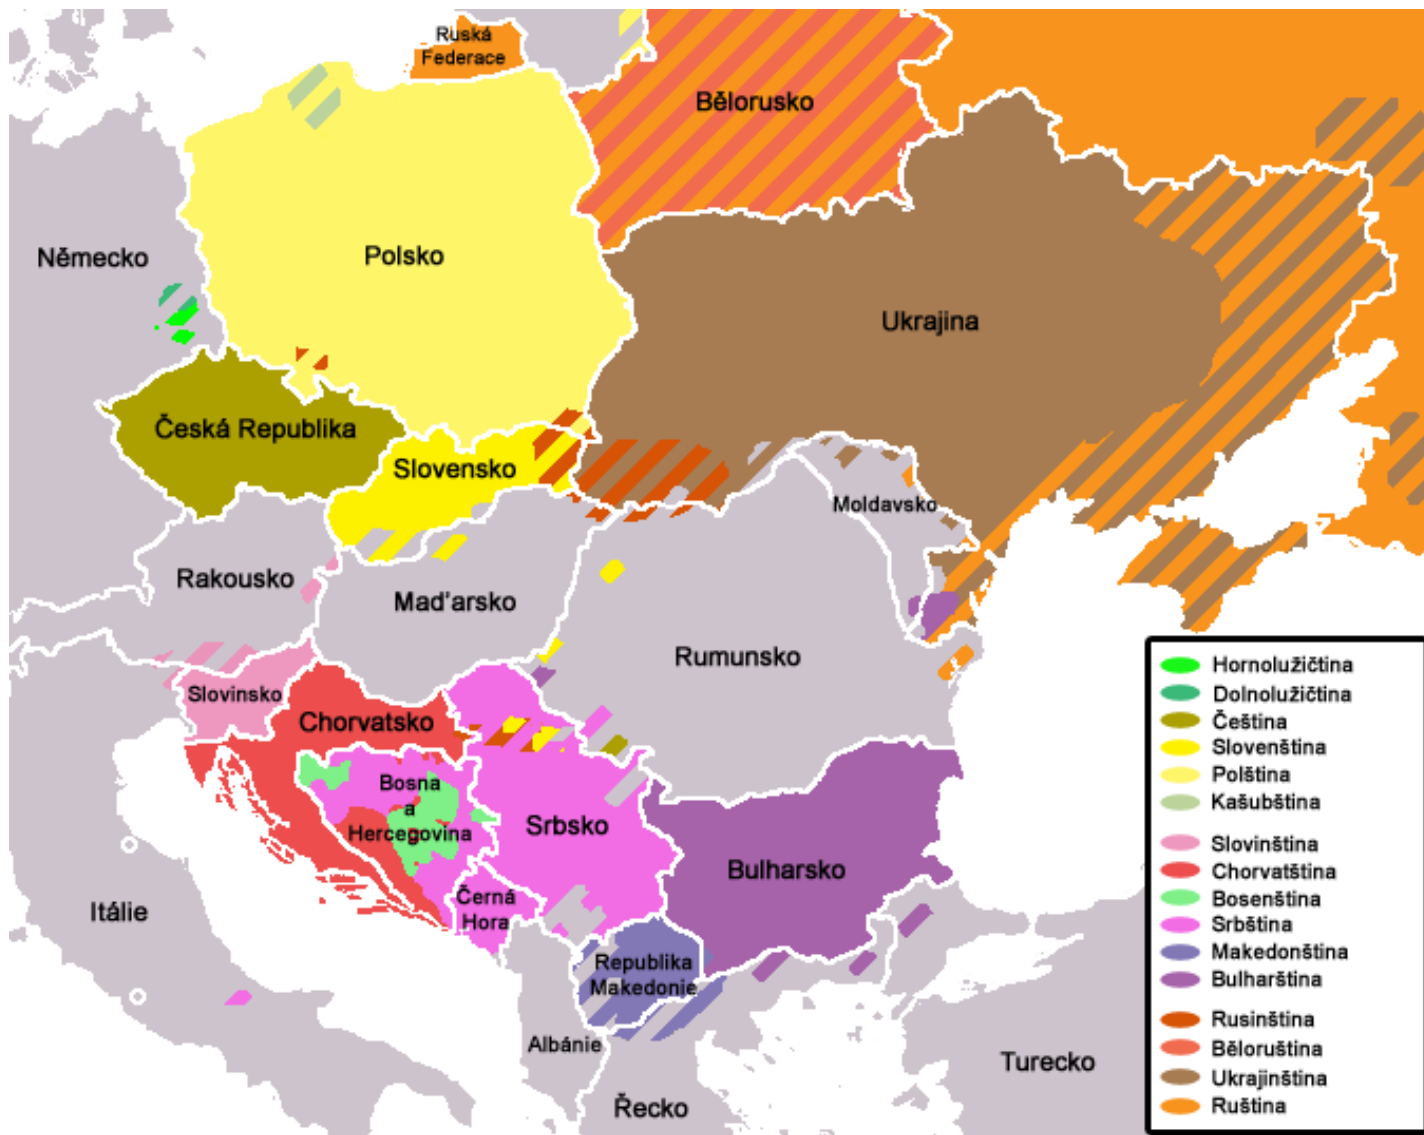 Ruská
Federace
Bělorusko
Německo
Polsko
Ukrajina
Česká Republika
Slovensko
Moldavsko
Rakousko
Maďarsko
Rumunsko
Slovinsko
Chorvatsko
Bosna
a
Hercegovina
Srbsko
Bulharsko
Černá
Hora
Itálie
Republika
Makedonie
Albánie
Řecko
Turecko
Hornolužičtina
Dolnolužičtina
Čeština
Slovenština
Polština
Kašubština
Slovinština
Chorvatština
Bosenština
Srbština
Makedonština
Bulharština
Rusinština
Běloruština
Ukrajinština
Ruština